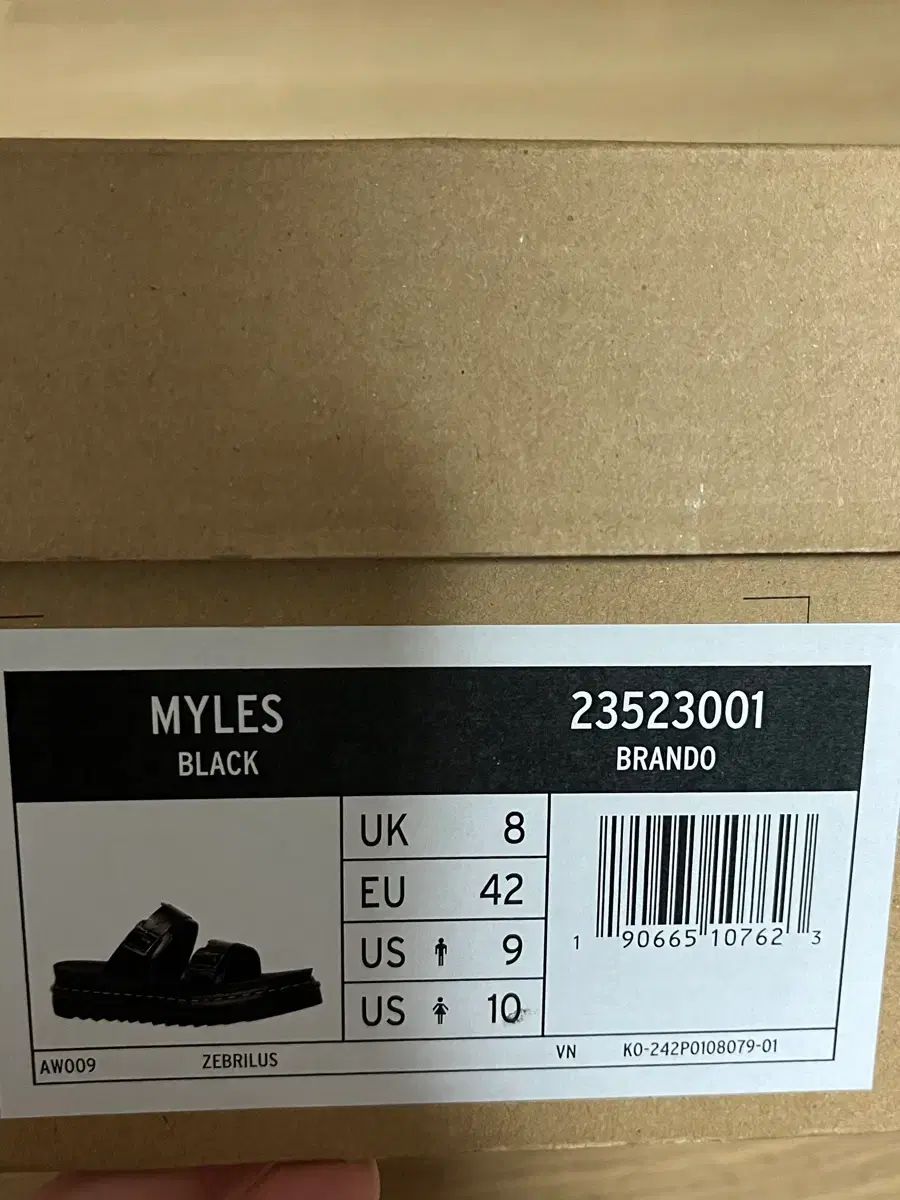 MYLES
BLACK
23523001
BRANDO
UK 8
EU 42
US 9
US 10
1 90665 10762 3
AW009 ZEBRILUS VN K0-242P0108079-01